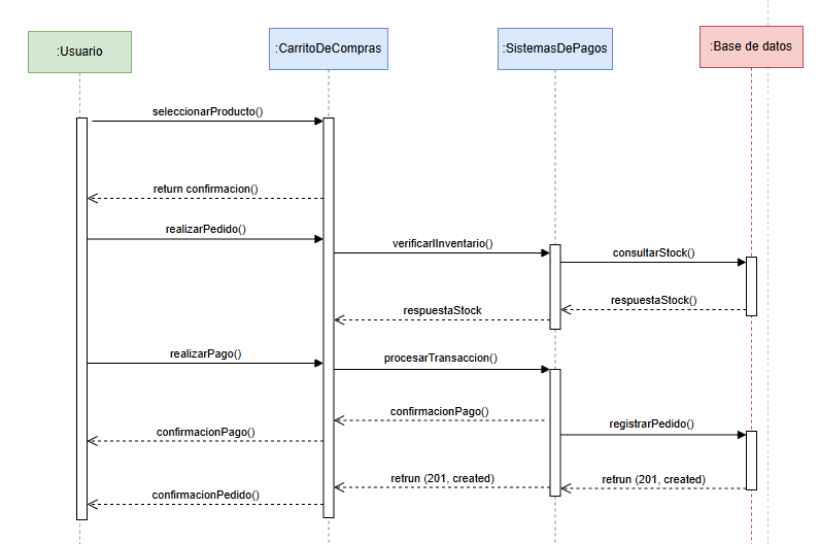 :Usuario
:CarritoDeCompras
:SistemasDePagos
:Base de datos
seleccionarProducto()
return confirmacion()
realizarPedido()
verificarIInventario()
consultarStock()
respuestaStock()
respuestaStock
realizarPago()
procesarTransaccion()
confirmacionPago()
registrarPedido()
confirmacionPago()
retrun (201, created)
retrun (201, created)
confirmacionPedido()